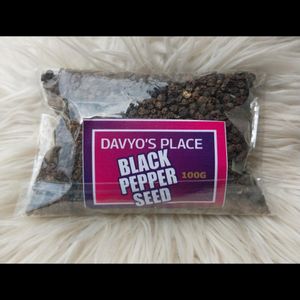 DAVYO'S PLACE
BLACK
PEPPER 100G
SEED